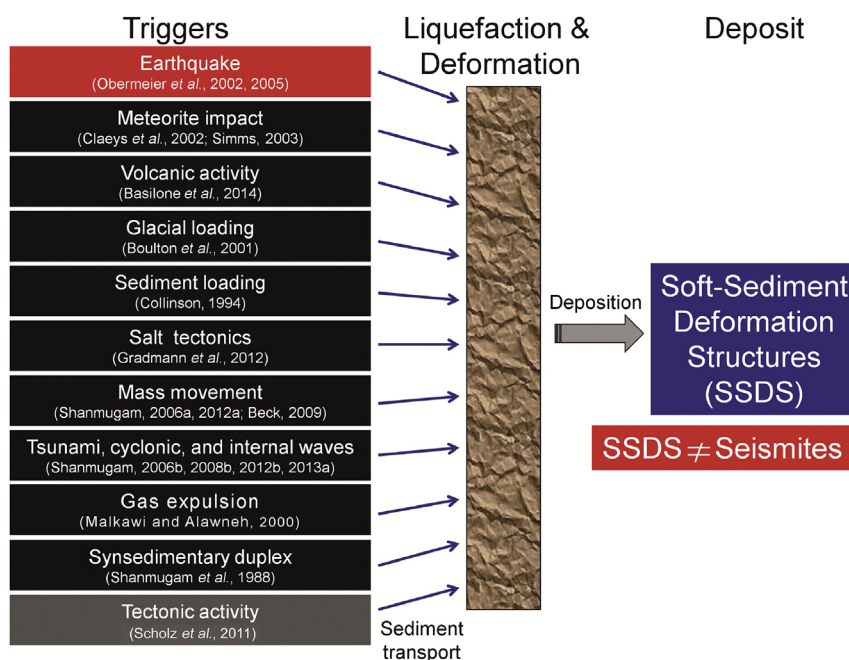 Triggers
Liquefaction &
Deformation
Deposit
Earthquake
(Obermeier et al., 2002, 2005)
Meteorite impact
(Claeys et al., 2002; Simms, 2003)
Volcanic activity
(Basilone et al., 2014)
Glacial loading
(Boulton et al., 2001)
Sediment loading
(Collinson, 1994)
Salt tectonics
(Gradmann et al., 2012)
Mass movement
(Shanmugam, 2006a, 2012a; Beck, 2009)
Tsunami, cyclonic, and internal waves
(Shanmugam, 2006b, 2008b, 2012b, 2013a)
Gas expulsion
(Malkawi and Alawneh, 2000)
Synsedimentary duplex
(Shanmugam et al., 1988)
Tectonic activity
(Scholz et al., 2011)
Sediment
transport
Deposition
Soft-Sediment
Deformation
Structures
(SSDS)
SSDS ≠ Seismites